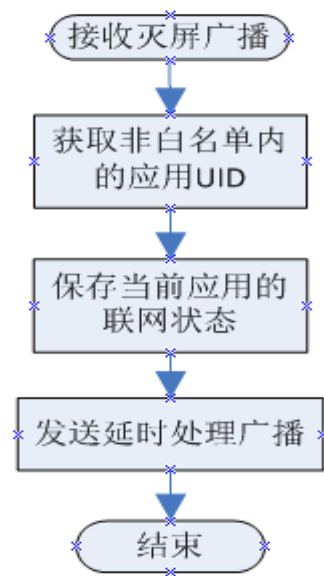 接收灭屏广播
获取非白名单内
的应用UID
保存当前应用的
联网状态
发送延时处理广播
结束